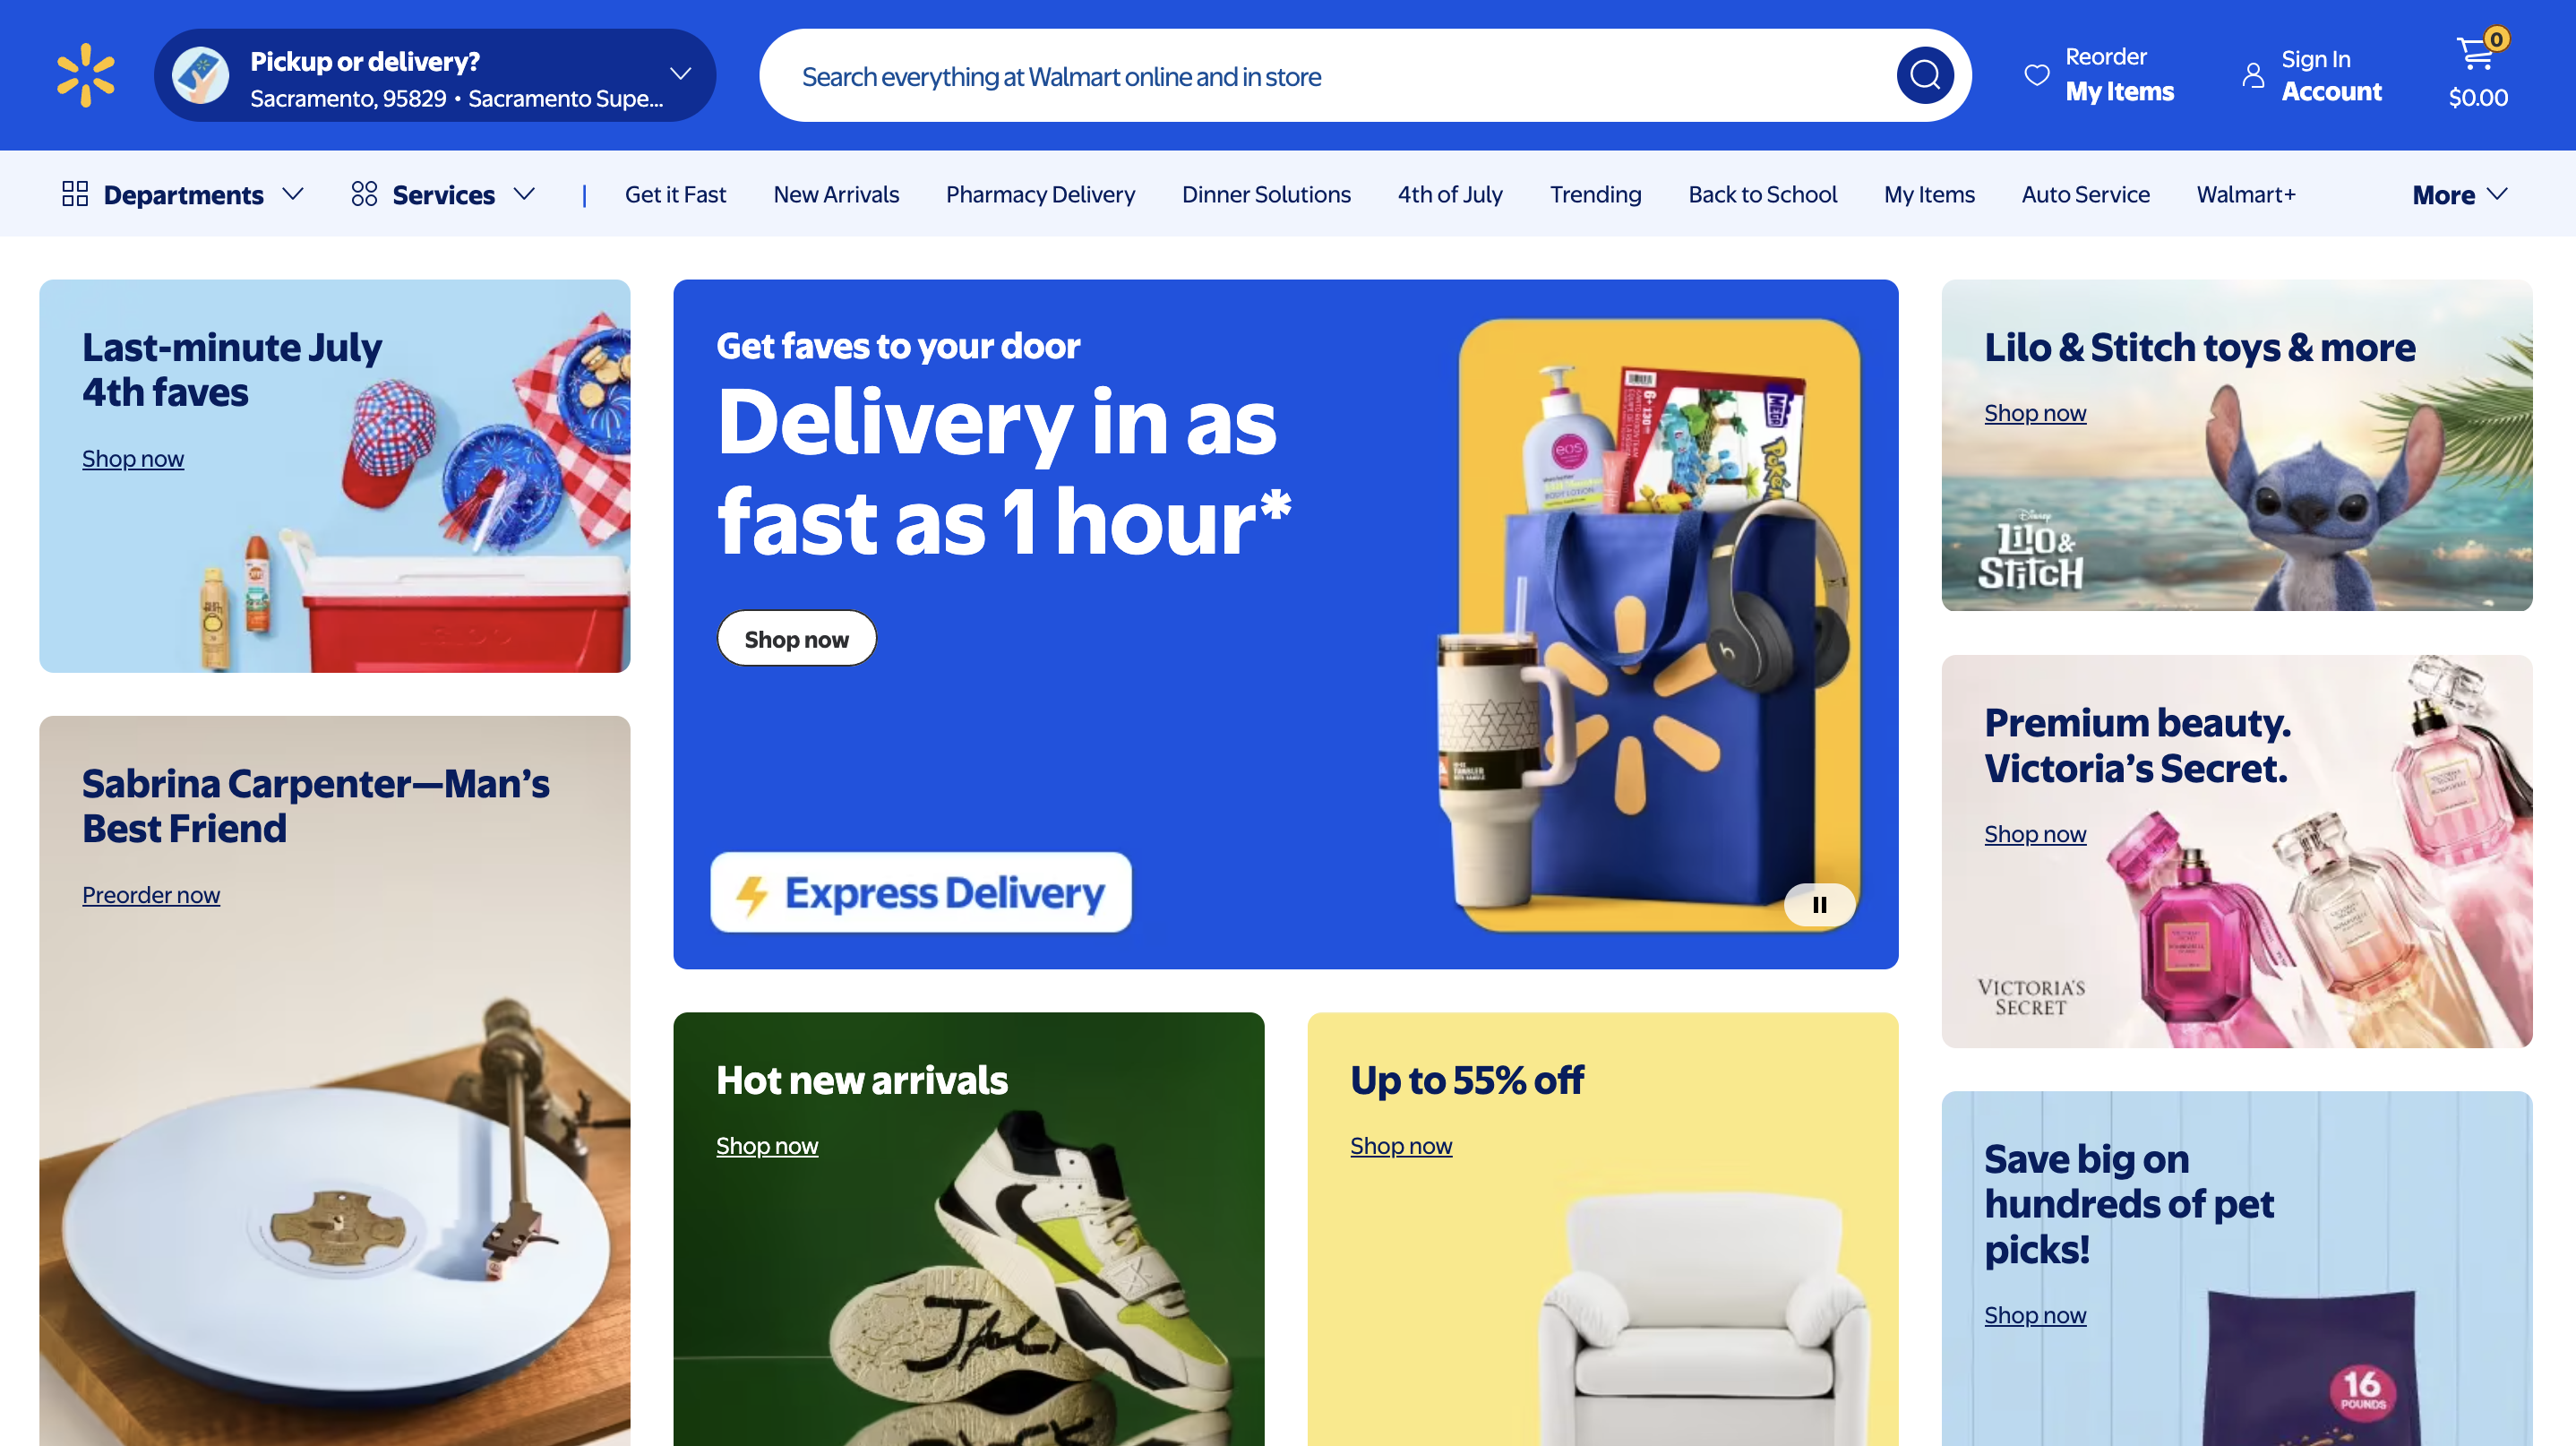 Pickup or delivery?
Sacramento, 95829 • Sacramento Supe...
Search everything at Walmart online and in store
Reorder
My Items
Sign In
Account
0
$0.00
Departments
Services
Get it Fast
New Arrivals
Pharmacy Delivery
Dinner Solutions
4th of July
Trending
Back to School
My Items
Auto Service
Walmart+
More
Last-minute July
4th faves
Shop now
Sabrina Carpenter—Man's
Best Friend
Preorder now
Get faves to your door
Delivery in as
fast as 1 hour*
Shop now
Express Delivery
eos
BODY LOTION
6+
MEGA
TUMBLER
Hot new arrivals
Shop now
Up to 55% off
Shop now
Lilo & Stitch toys & more
Shop now
Disney
Lilo &
Stitch
Premium beauty.
Victoria's Secret.
Shop now
VICTORIA'S
SECRET
Save big on
hundreds of pet
picks!
Shop now
16
POUNDS